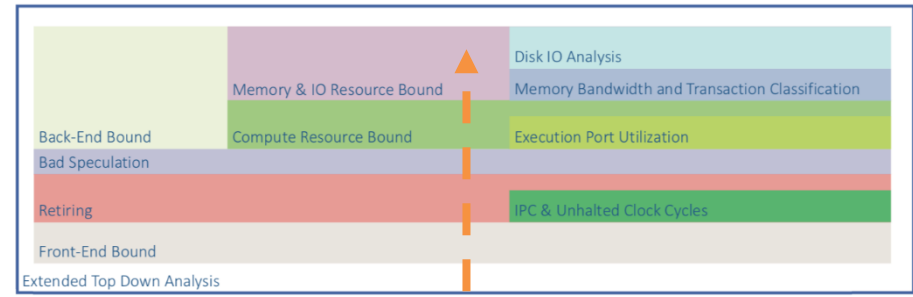 Disk IO Analysis
Memory & IO Resource Bound
Memory Bandwidth and Transaction Classification
Back-End Bound
Compute Resource Bound
Execution Port Utilization
Bad Speculation
Retiring
IPC & Unhalted Clock Cycles
Front-End Bound
Extended Top Down Analysis